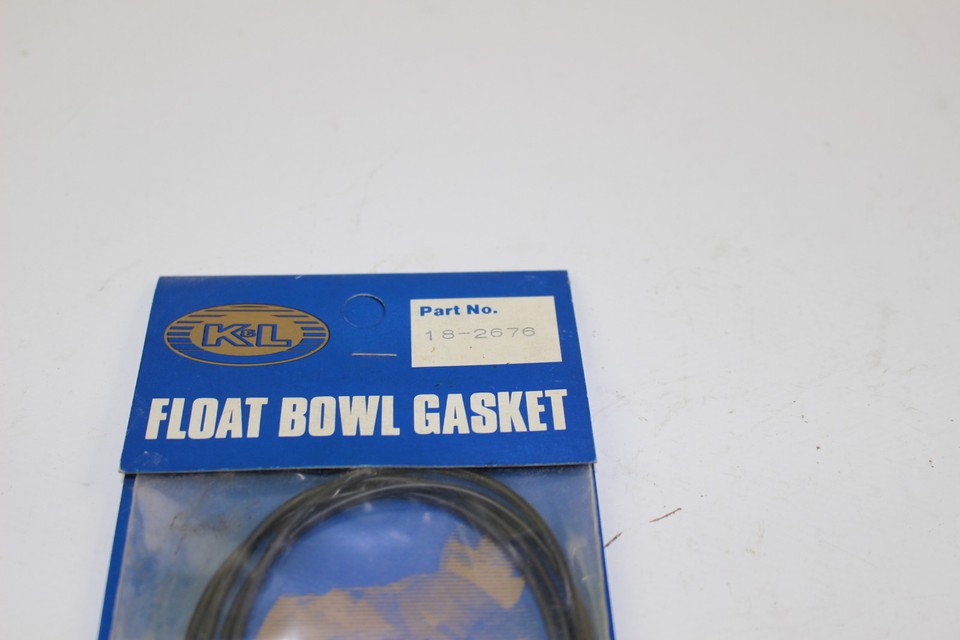 K&L
Part No.
18-2676
FLOAT BOWL GASKET